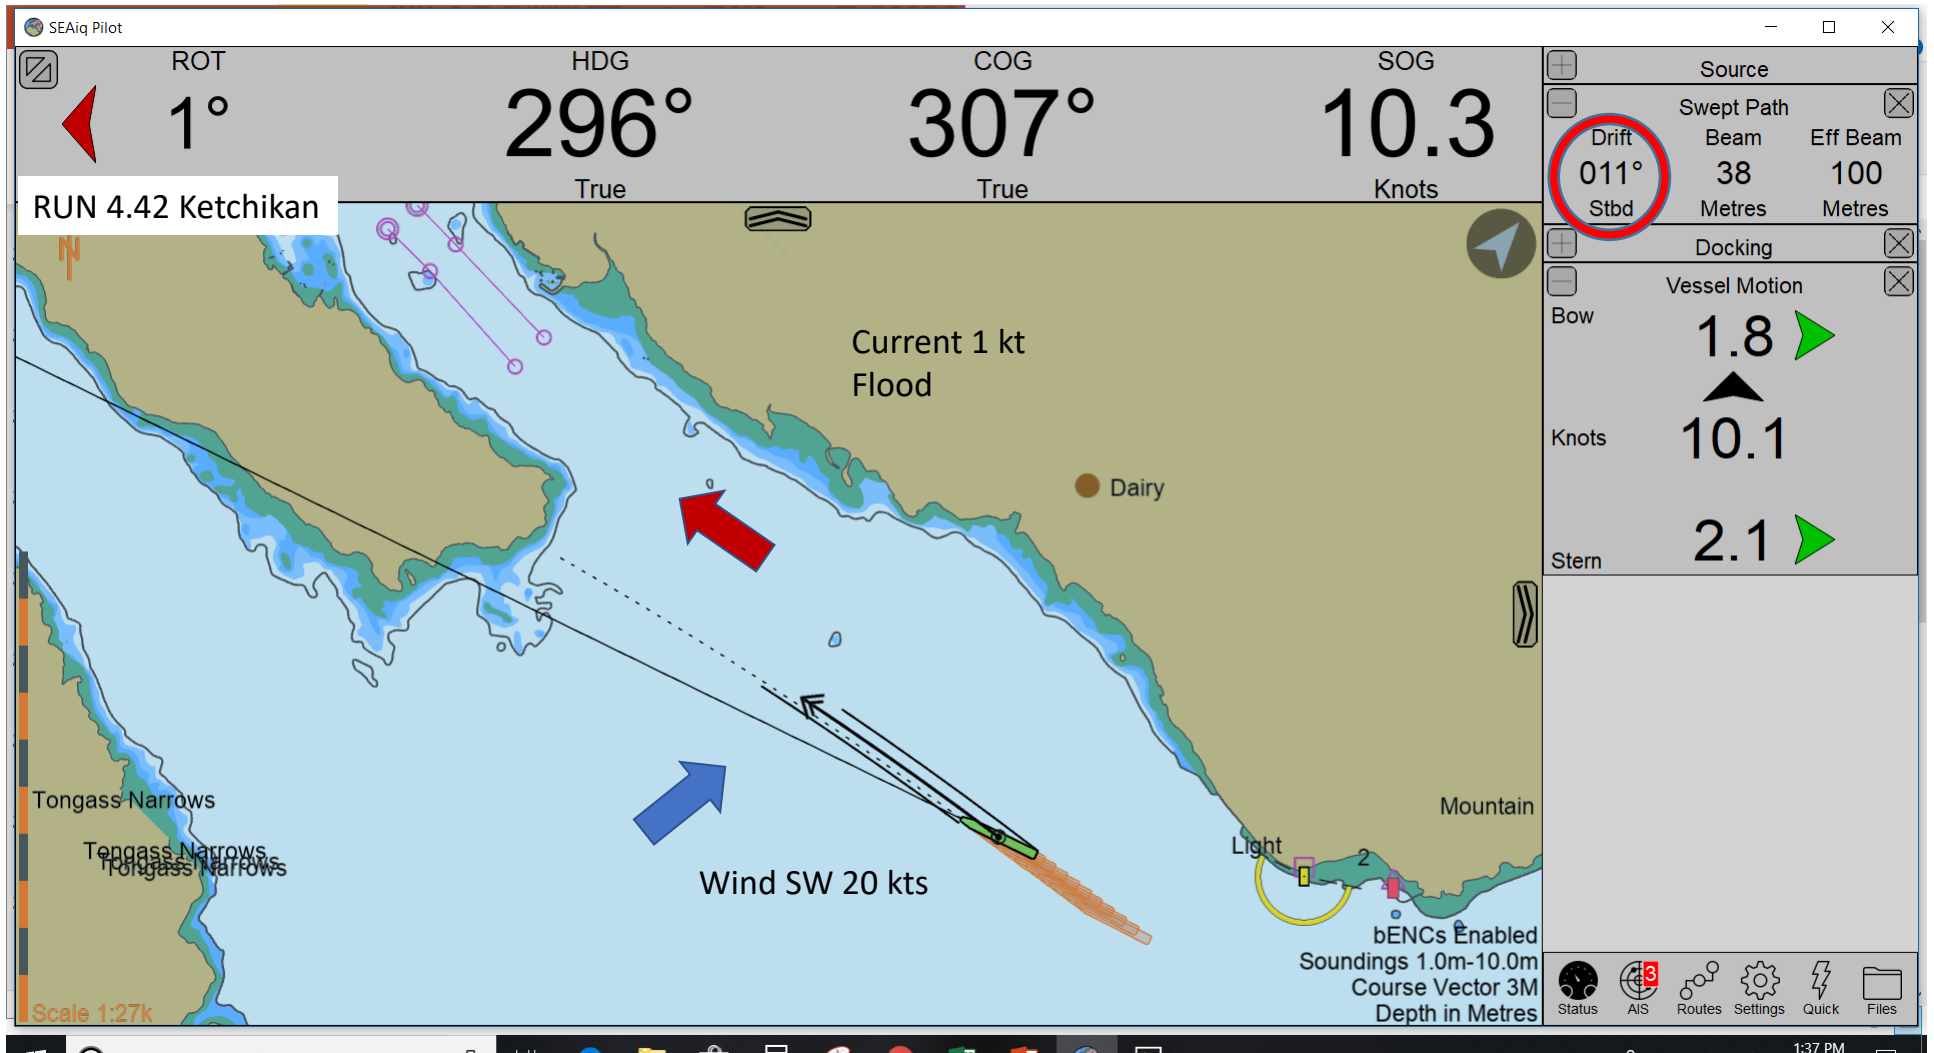 SEAiq Pilot
ROT
HDG
COG
SOG
1°
296°
307°
10.3
True
True
Knots
RUN 4.42 Ketchikan
N
Source
Swept Path
Drift
Beam
Eff Beam
011°
38
100
Stbd
Metres
Metres
Docking
Vessel Motion
Bow
1.8
Knots
10.1
Stern
2.1
Current 1 kt
Flood
Dairy
Mountain
Light
2
Tongass Narrows
Tongass Narrows
Tongass Narrows
Wind SW 20 kts
bENCs Enabled
Soundings 1.0m-10.0m
Course Vector 3M
Depth in Metres
Scale 1:27k
3
Status
AIS
Routes
Settings
Quick
Files
1:37 PM